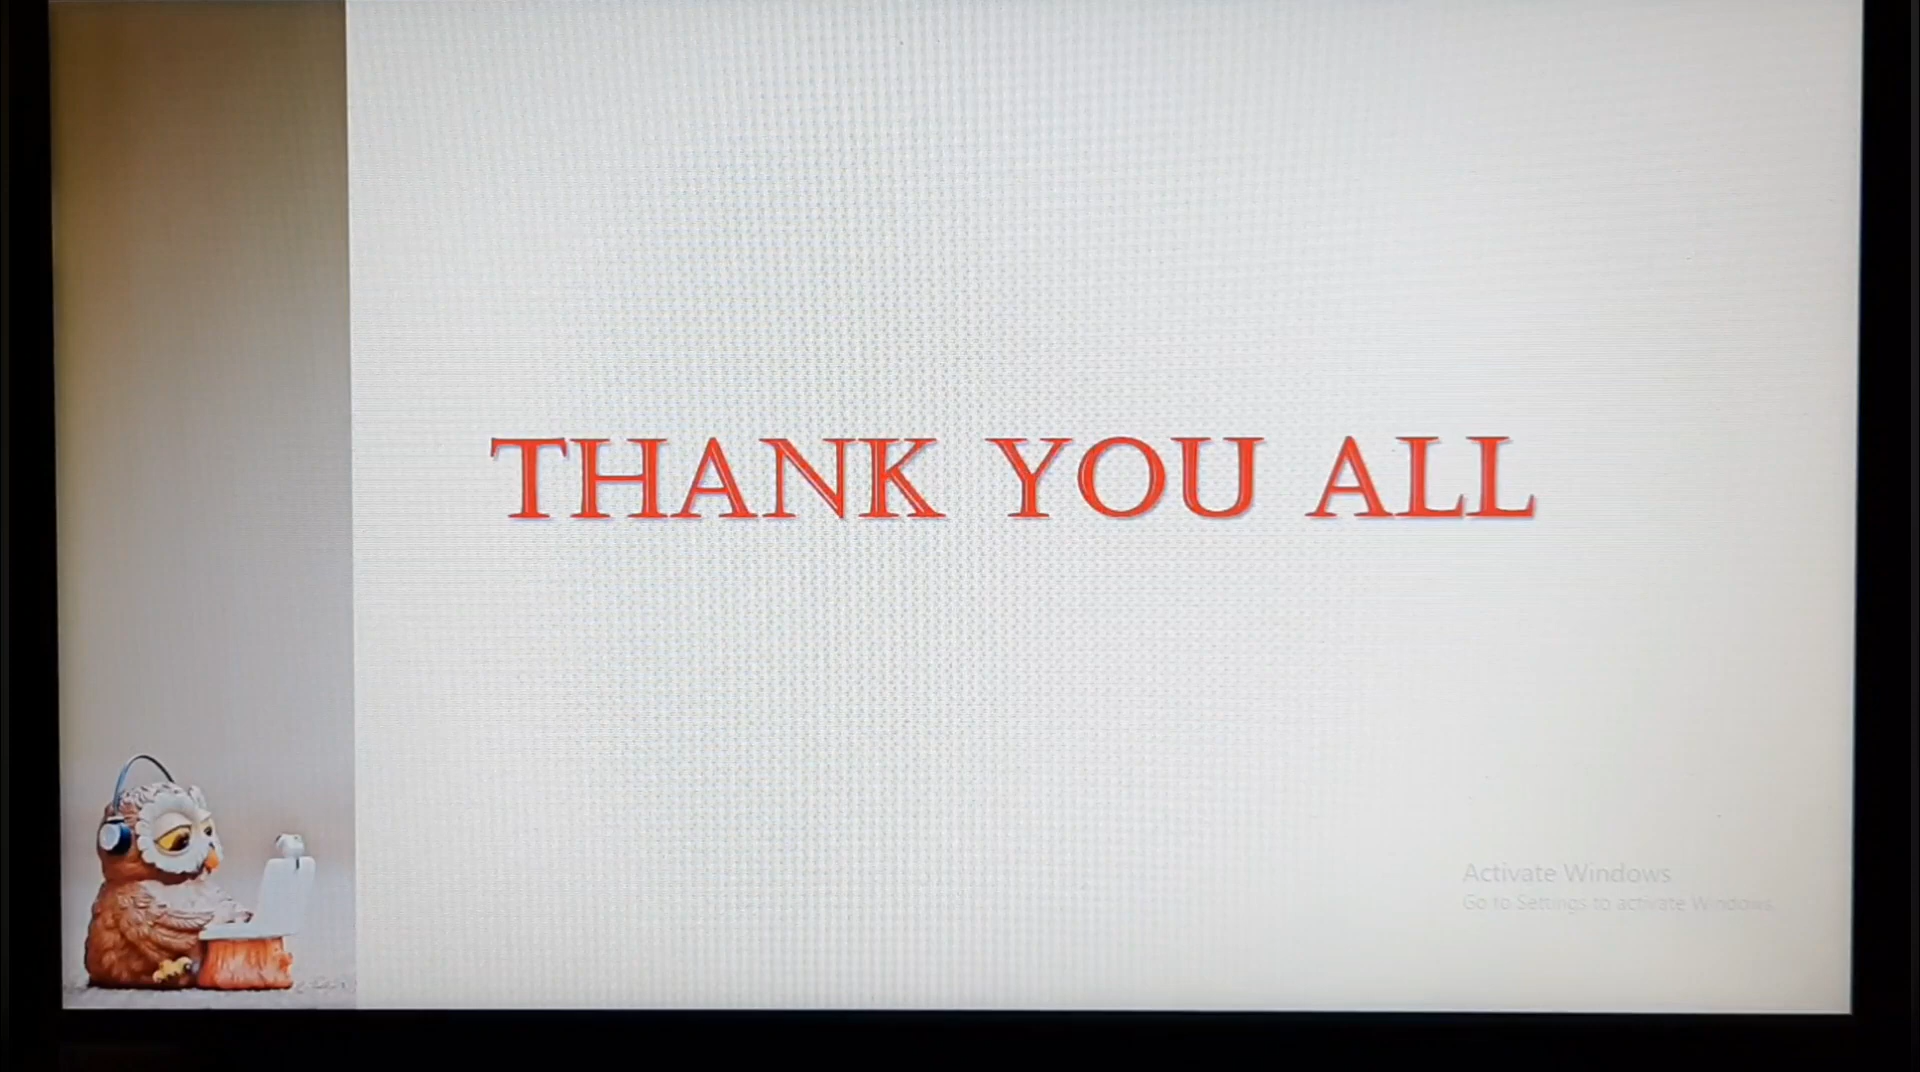 THANK YOU ALL
Activate Windows
Go to Settings to activate Windows.